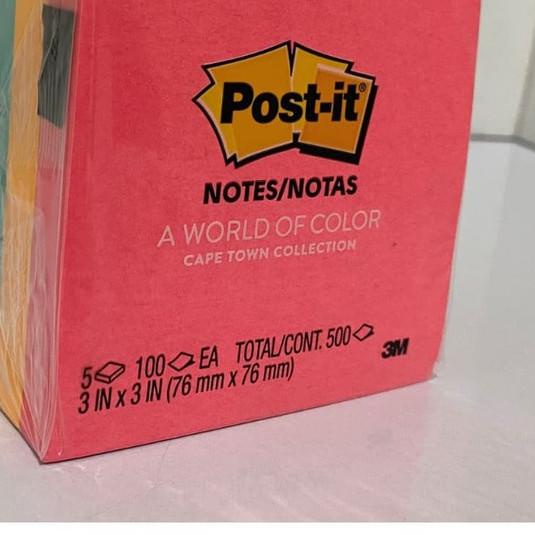 Post-it®
NOTES/NOTAS
A WORLD OF COLOR
CAPE TOWN COLLECTION
5 100 EA TOTAL/CONT. 500
3M
3 IN x 3 IN (76 mm x 76 mm)